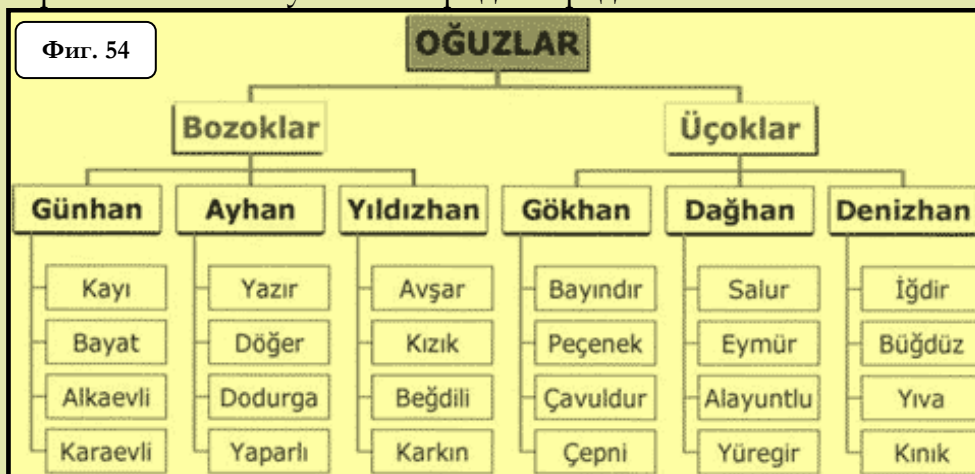 Фиг. 54
OĞUZLAR
Bozoklar Üçoklar
Günhan Ayhan Yıldızhan Gökhan Dağhan Denizhan
Kayı Yazır Avşar Bayındır Salur İğdir
Bayat Döğer Kızık Peçenek Eymür Büğdüz
Alkaevli Dodurga Beğdili Çavuldur Alayuntlu Yıva
Karaevli Yaparlı Karkın Çepni Yüregir Kınık